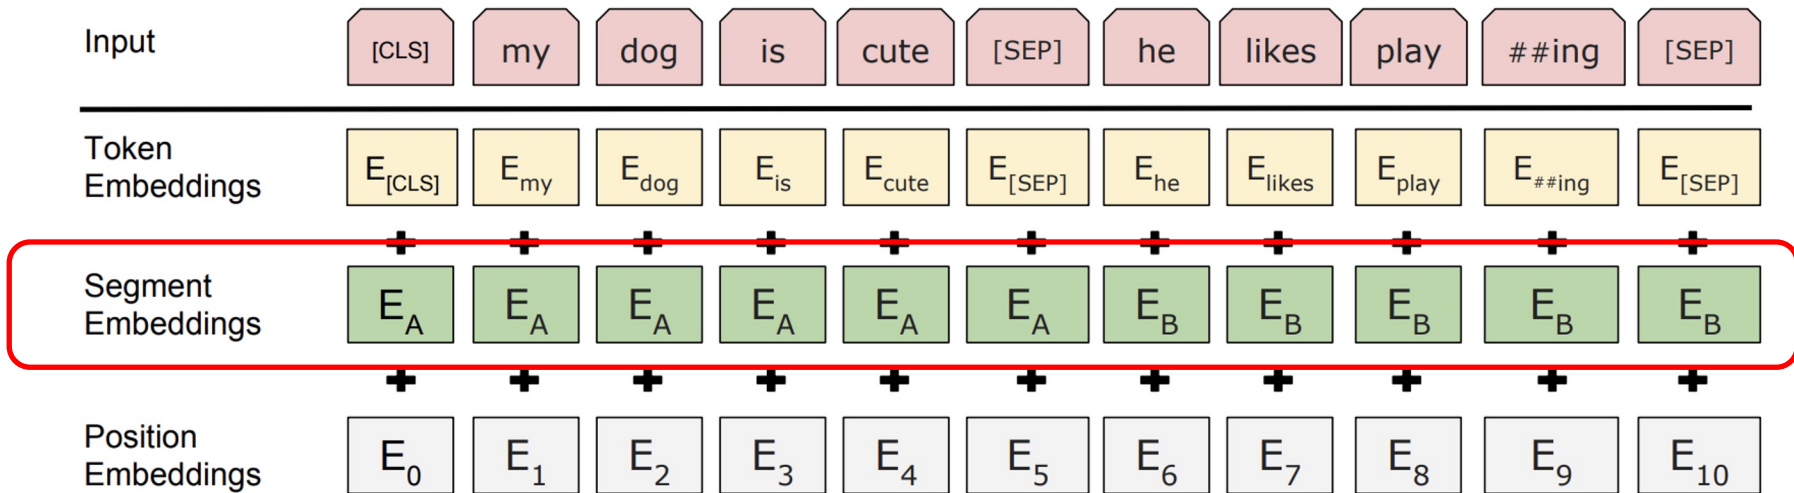 Input [CLS] my dog is cute [SEP] he likes play ##ing [SEP]
Token Embeddings E[CLS] Emy Edog Eis Ecute E[SEP] Ehe Elikes Eplay E##ing E[SEP]
+ + + + + + + + + + +
Segment Embeddings EA EA EA EA EA EA EB EB EB EB EB
+ + + + + + + + + + +
Position Embeddings E0 E1 E2 E3 E4 E5 E6 E7 E8 E9 E10